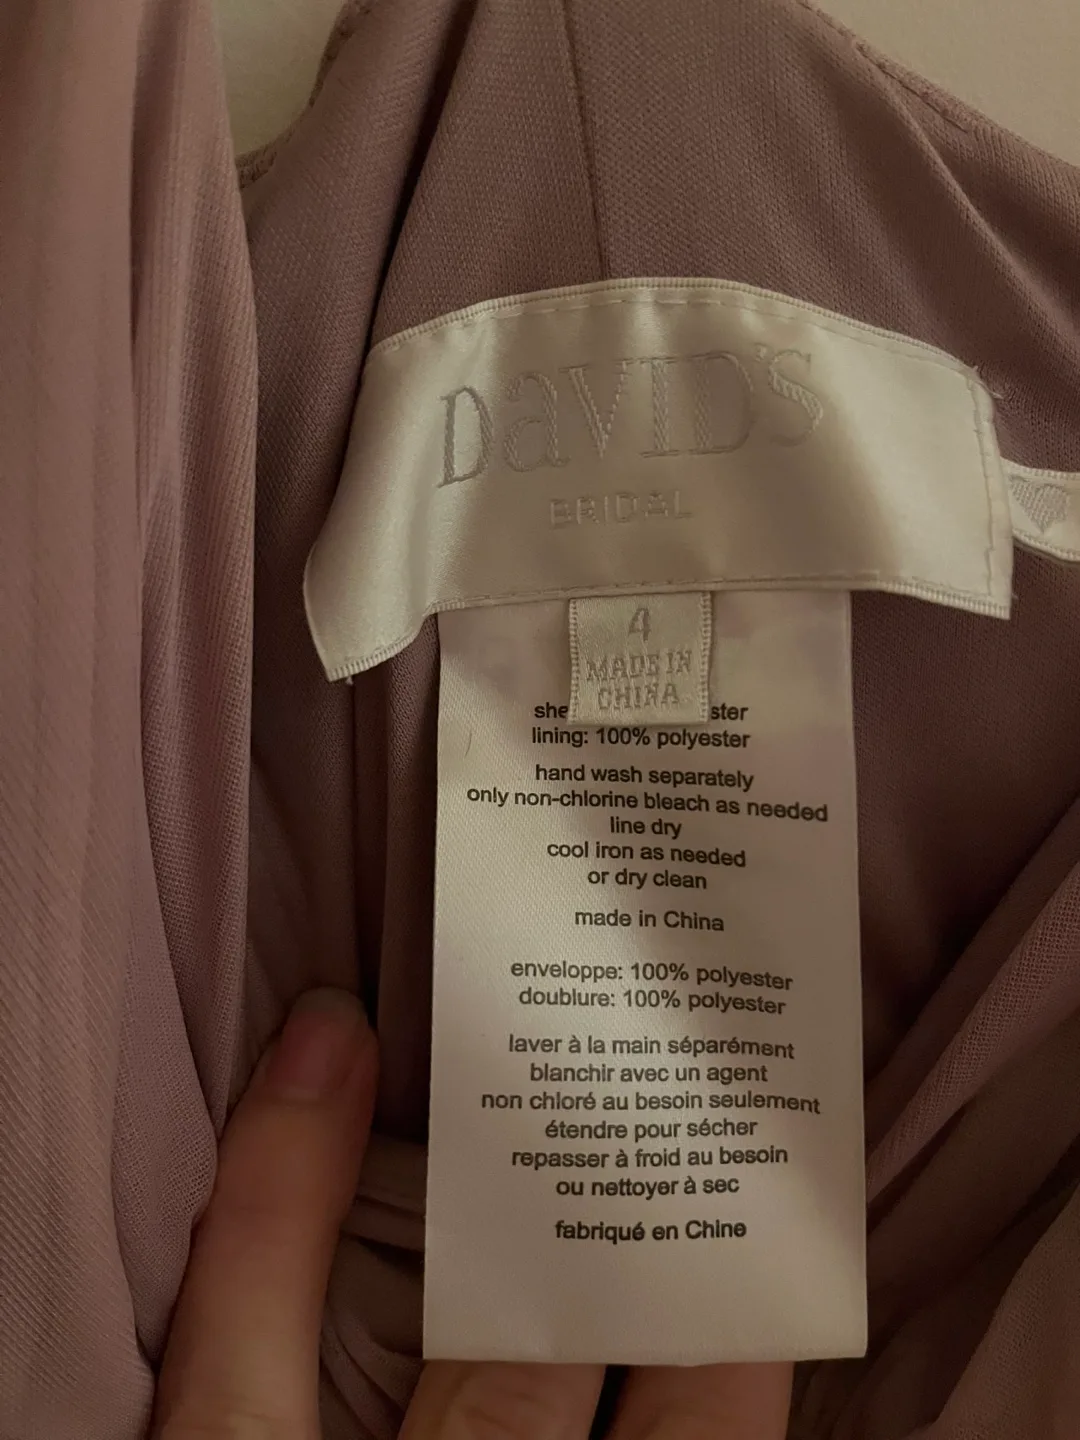 DaVID'S
BRIDAL
4
MADE IN
CHINA
she ster
lining: 100% polyester
hand wash separately
only non-chlorine bleach as needed
line dry
cool iron as needed
or dry clean
made in China
enveloppe: 100% polyester
doublure: 100% polyester
laver à la main séparément
blanchir avec un agent
non chloré au besoin seulement
étendre pour sécher
repasser à froid au besoin
ou nettoyer à sec
fabriqué en Chine